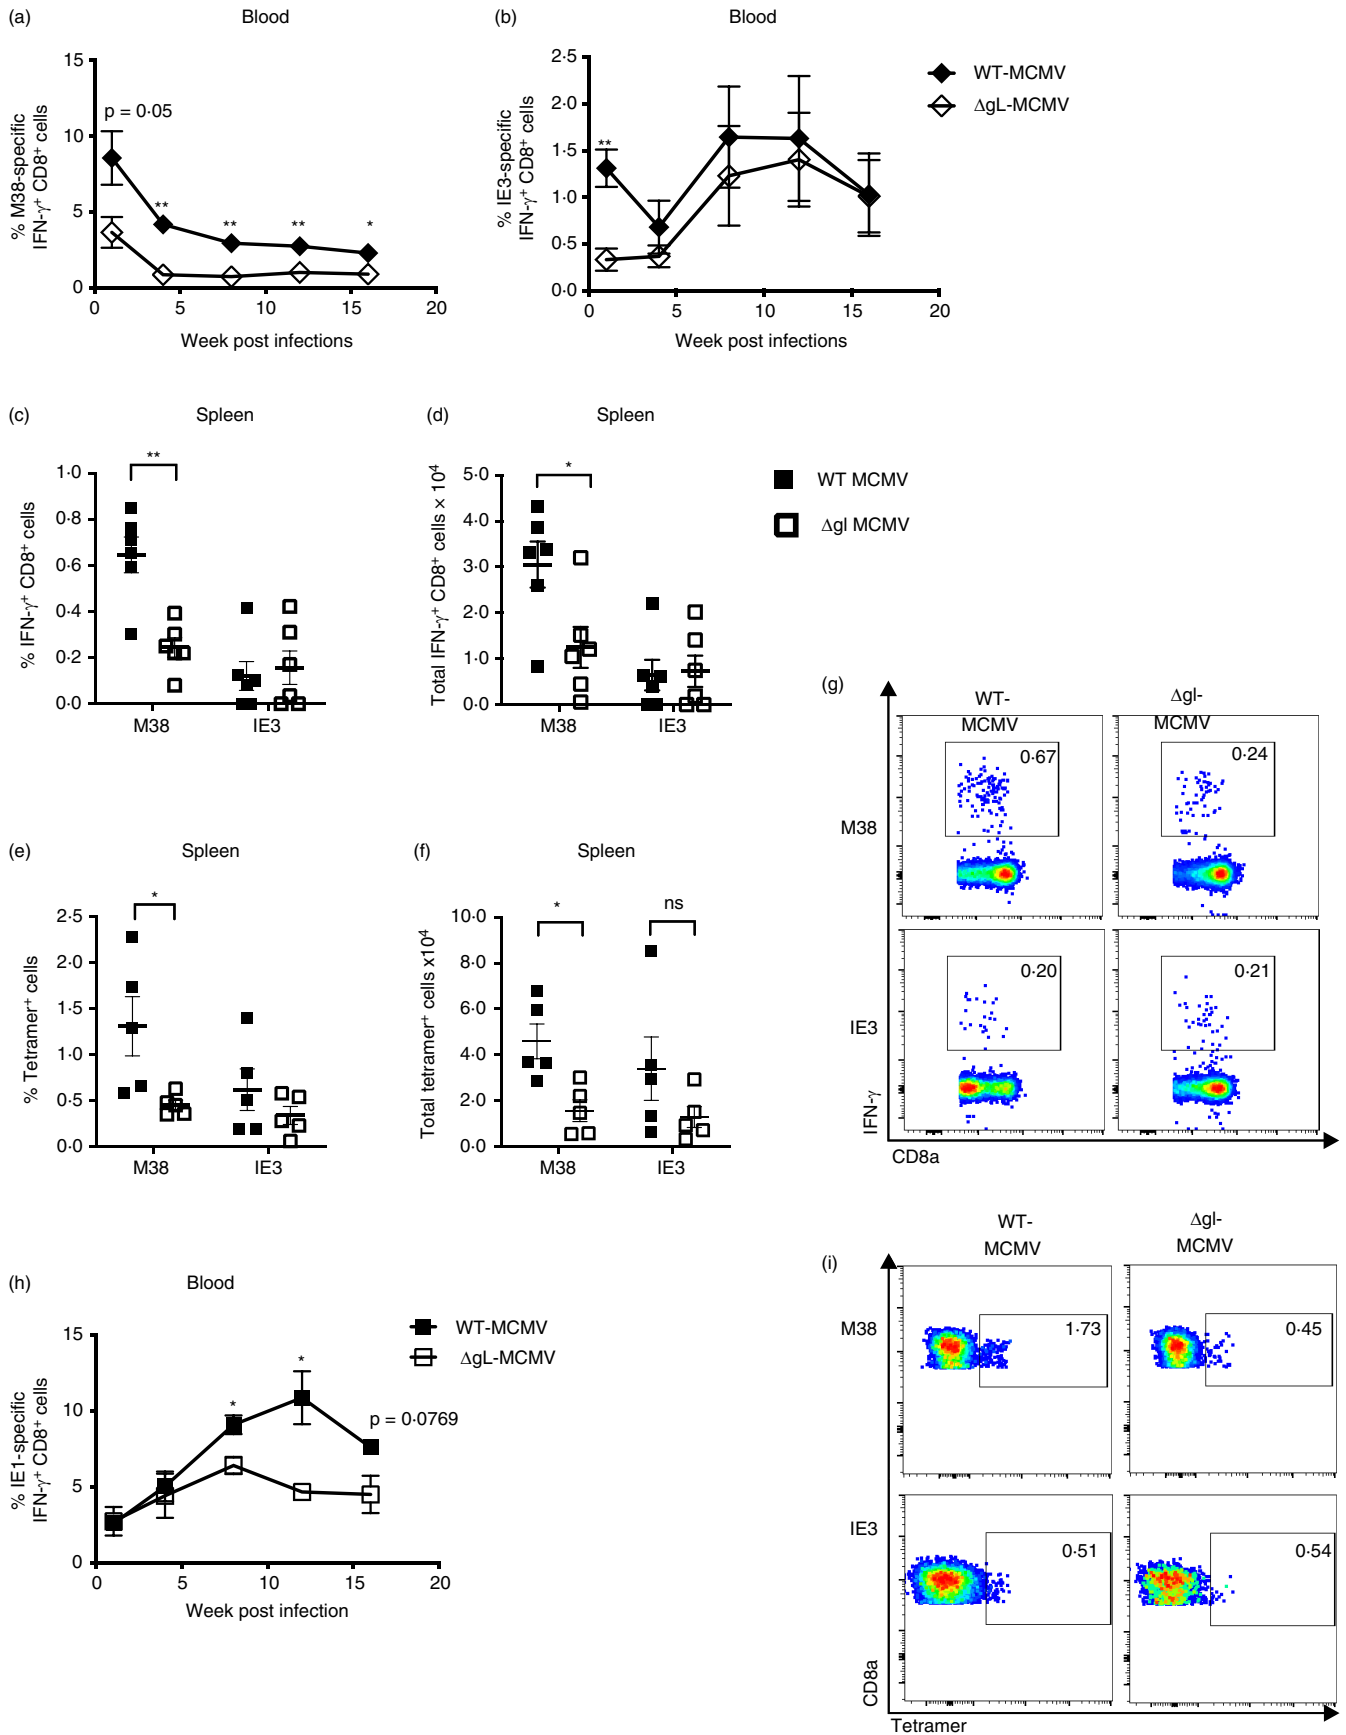 (a)
Blood
% M38-specific
IFN-γ⁺ CD8⁺ cells
15
10
5
0
p = 0·05
**
**
**
*
0
5
10
15
20
Week post infections
(b)
Blood
% IE3-specific
IFN-γ⁺ CD8⁺ cells
2·5
2·0
1·5
1·0
0·5
0·0
**
0
5
10
15
20
Week post infections
WT-MCMV
ΔgL-MCMV
(c)
Spleen
% IFN-γ⁺ CD8⁺ cells
1·0
0·8
0·6
0·4
0·2
0·0
**
M38
IE3
(d)
Spleen
Total IFN-γ⁺ CD8⁺ cells × 10⁴
5·0
4·0
3·0
2·0
1·0
0·0
*
M38
IE3
WT MCMV
Δgl MCMV
(e)
Spleen
% Tetramer⁺ cells
2·5
2·0
1·5
1·0
0·5
0·0
*
M38
IE3
(f)
Spleen
Total tetramer⁺ cells x10⁴
10·0
8·0
6·0
4·0
2·0
0·0
*
ns
M38
IE3
(g)
WT-
MCMV
Δgl-
MCMV
M38
0·67
0·24
IE3
0·20
0·21
IFN-γ
CD8a
(h)
Blood
% IE1-specific
IFN-γ⁺ CD8⁺ cells
15
10
5
0
*
*
p = 0·0769
0
5
10
15
20
Week post infection
WT-MCMV
ΔgL-MCMV
(i)
WT-
MCMV
Δgl-
MCMV
M38
1·73
0·45
IE3
0·51
0·54
CD8a
Tetramer